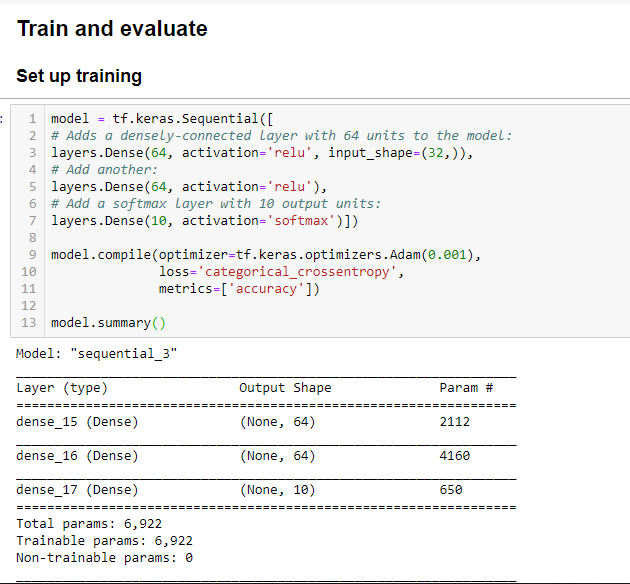 Train and evaluate
Set up training
:
1 model = tf.keras.Sequential([
2 # Adds a densely-connected layer with 64 units to the model:
3 layers.Dense(64, activation='relu', input_shape=(32,)),
4 # Add another:
5 layers.Dense(64, activation='relu'),
6 # Add a softmax layer with 10 output units:
7 layers.Dense(10, activation='softmax')])
8
9 model.compile(optimizer=tf.keras.optimizers.Adam(0.001),
10               loss='categorical_crossentropy',
11               metrics=['accuracy'])
12
13 model.summary()
Model: "sequential_3"
_________________________________________________________________
Layer (type)                 Output Shape              Param #
=================================================================
dense_15 (Dense)             (None, 64)                2112
_________________________________________________________________
dense_16 (Dense)             (None, 64)                4160
_________________________________________________________________
dense_17 (Dense)             (None, 10)                650
=================================================================
Total params: 6,922
Trainable params: 6,922
Non-trainable params: 0
_________________________________________________________________